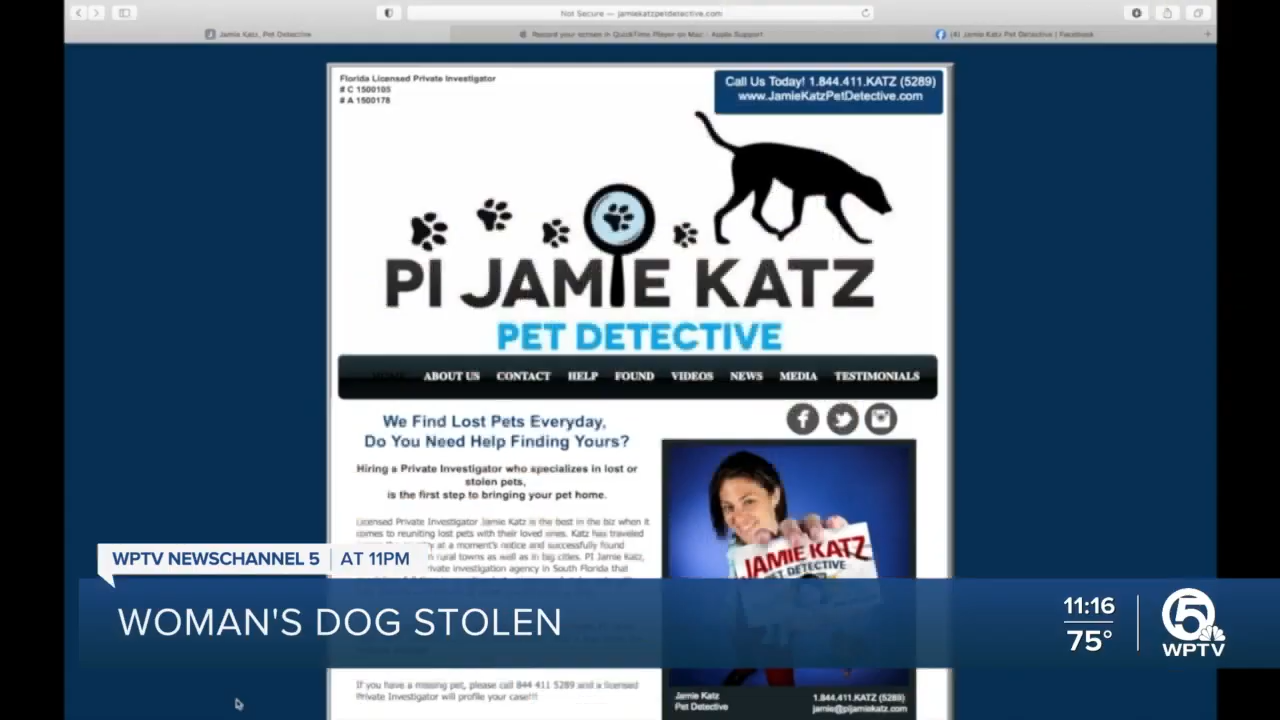 Not Secure — jamiekatzpetdetective.com
Jamie Katz, Pet Detective
Record your screen in QuickTime Player on Mac - Apple Support
(4) Jamie Katz Pet Detective | Facebook
Florida Licensed Private Investigator
# C 1500105
# A 1500178
Call Us Today! 1.844.411.KATZ (5289)
www.JamieKatzPetDetective.com
PI JAMIE KATZ
PET DETECTIVE
HOME ABOUT US CONTACT HELP FOUND VIDEOS NEWS MEDIA TESTIMONIALS
We Find Lost Pets Everyday,
Do You Need Help Finding Yours?
Hiring a Private Investigator who specializes in lost or
stolen pets,
is the first step to bringing your pet home.
Licensed Private Investigator Jamie Katz is the best in the biz when it
comes to reuniting lost pets with their loved ones. Katz has traveled
at a moment's notice and successfully found
rural towns as well as in big cities. PI Jamie Katz,
private investigation agency in South Florida that
JAMIE KATZ
PET DETECTIVE
WPTV NEWSCHANNEL 5 | AT 11PM
WOMAN'S DOG STOLEN
11:16
75°
5
WPTV
If you have a missing pet, please call 844 411 5289 and a licensed
Private Investigator will profile your case!!!
Jamie Katz
Pet Detective
1.844.411.KATZ (5289)
jamie@pijamiekatz.com